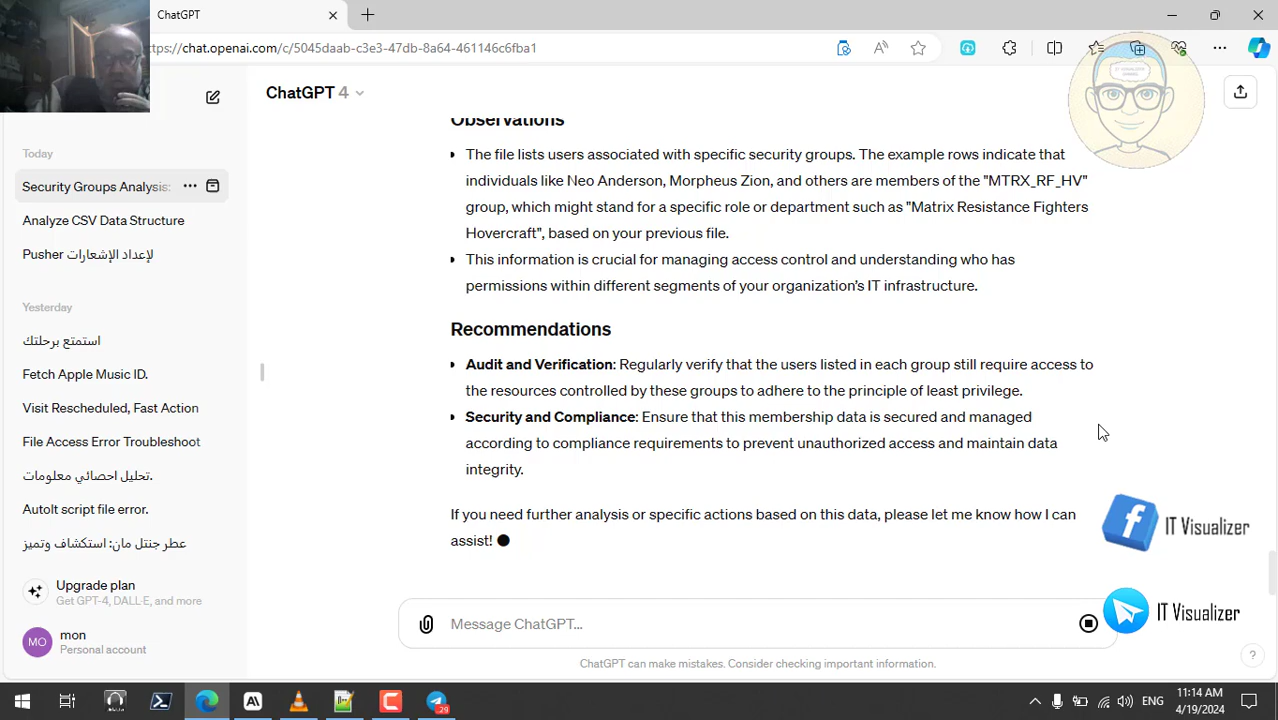 ChatGPT
ttps://chat.openai.com/c/5045daab-c3e3-47db-8a64-461146c6fba1
ChatGPT 4
IT VISUALIZER
Today
Security Groups Analysis:
Analyze CSV Data Structure
لإعداد الإشعارات Pusher
Yesterday
استمتع برحلتك
Fetch Apple Music ID.
Visit Rescheduled, Fast Action
File Access Error Troubleshoot
تحليل احصائي معلومات.
AutoIt script file error.
عطر جنتل مان: استكشاف وتميز
Upgrade plan
Get GPT-4, DALL·E, and more
MO
mon
Personal account
Observations
• The file lists users associated with specific security groups. The example rows indicate that
individuals like Neo Anderson, Morpheus Zion, and others are members of the "MTRX_RF_HV"
group, which might stand for a specific role or department such as "Matrix Resistance Fighters
Hovercraft", based on your previous file.
• This information is crucial for managing access control and understanding who has
permissions within different segments of your organization's IT infrastructure.
Recommendations
• Audit and Verification: Regularly verify that the users listed in each group still require access to
the resources controlled by these groups to adhere to the principle of least privilege.
• Security and Compliance: Ensure that this membership data is secured and managed
according to compliance requirements to prevent unauthorized access and maintain data
integrity.
If you need further analysis or specific actions based on this data, please let me know how I can
assist!
Message ChatGPT...
ChatGPT can make mistakes. Consider checking important information.
?
f IT Visualizer
IT Visualizer
A\
29
ENG
11:14 AM
4/19/2024